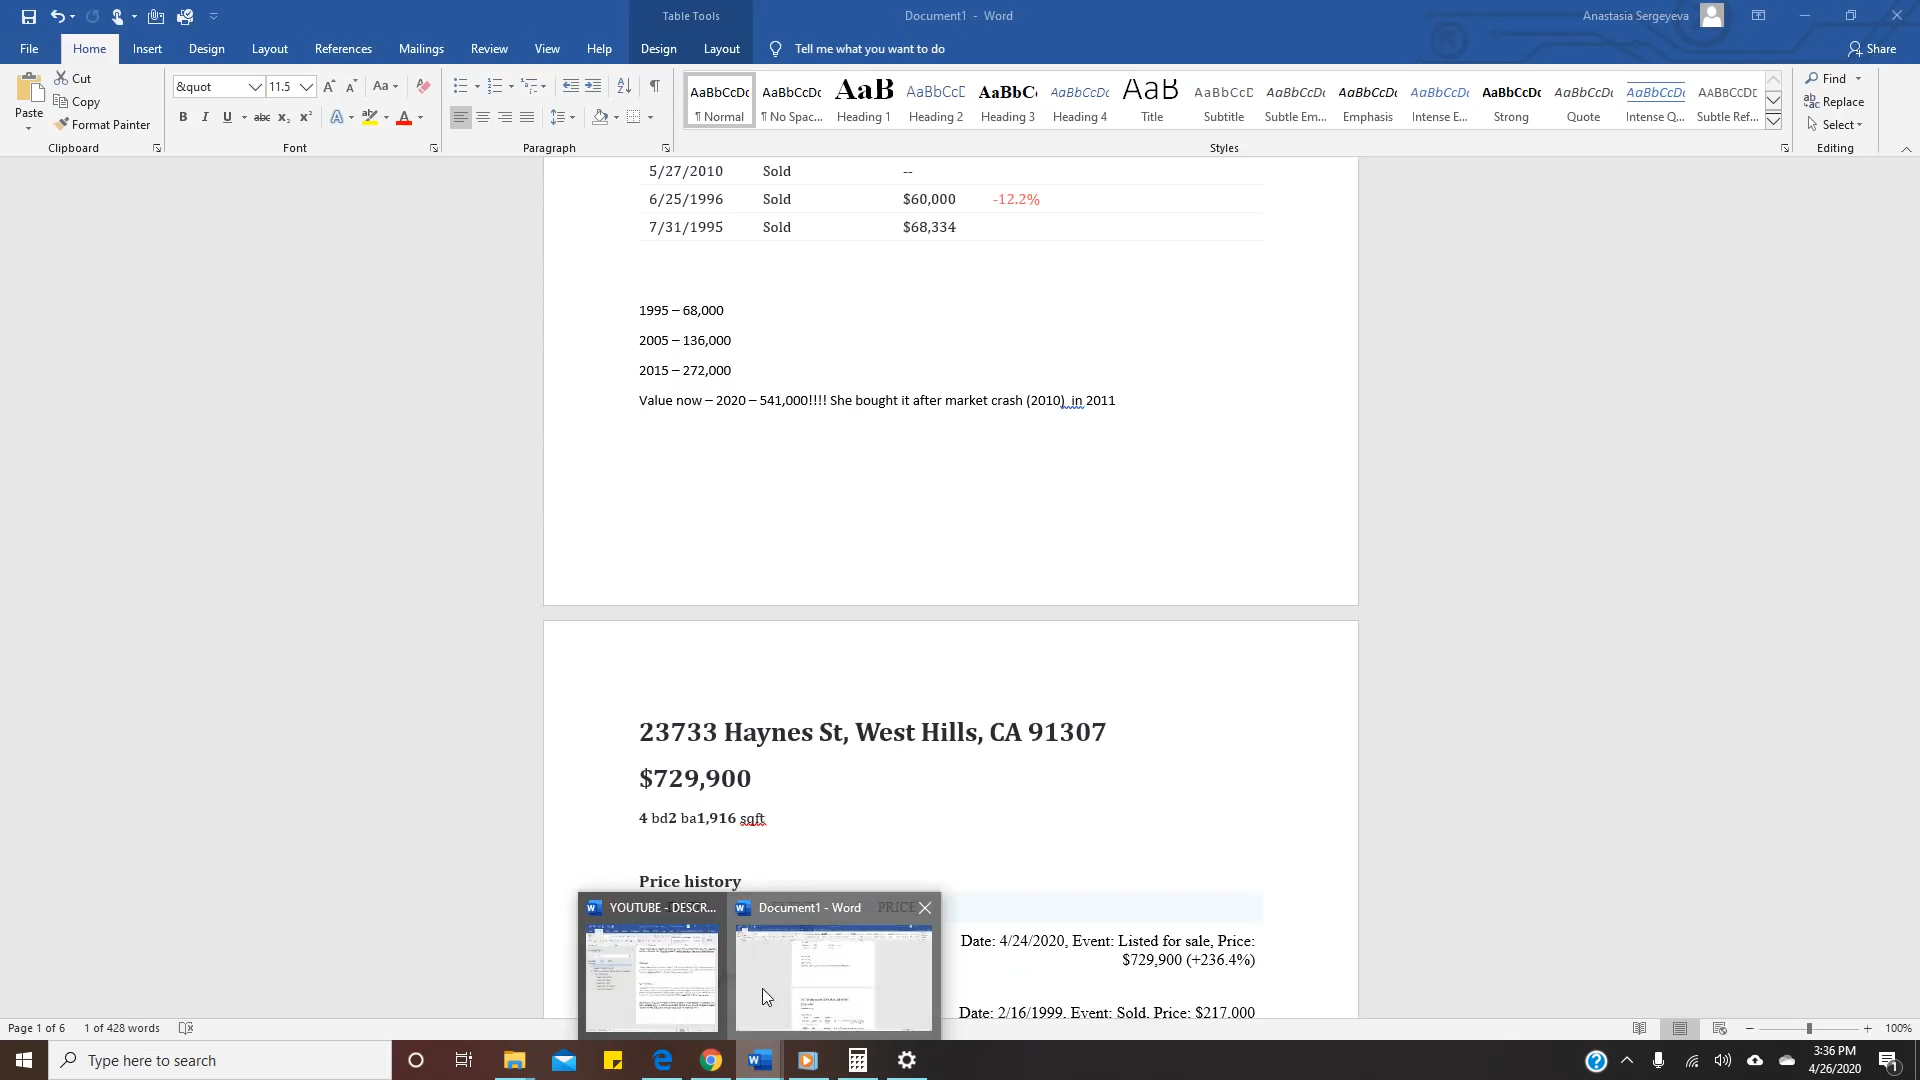 Table Tools
Document1 - Word
Anastasia Sergeyeva
File Home Insert Design Layout References Mailings Review View Help Design Layout Tell me what you want to do Share
Paste
Cut
Copy
Format Painter
Clipboard
&quot 11.5
Font
Paragraph
AaBbCcDc AaBbCcDc AaB AaBbCcD AaBbC AaBbCcDc AaB AaBbCcD AaBbCcDc AaBbCcDc AaBbCcDc AaBbCcDc AaBbCcDc AaBbCcDc AABBCCDE
¶ Normal ¶ No Spac... Heading 1 Heading 2 Heading 3 Heading 4 Title Subtitle Subtle Em... Emphasis Intense E... Strong Quote Intense Q... Subtle Ref...
Styles
Find
Replace
Select
Editing
5/27/2010 Sold --
6/25/1996 Sold $60,000 -12.2%
7/31/1995 Sold $68,334
1995 – 68,000
2005 – 136,000
2015 – 272,000
Value now – 2020 – 541,000!!!! She bought it after market crash (2010)  in 2011
23733 Haynes St, West Hills, CA 91307
$729,900
4 bd2 ba1,916 sqft
Price history
PRICE
YOUTUBE - DESCR...
Document1 - Word
Date: 4/24/2020, Event: Listed for sale, Price:
$729,900 (+236.4%)
Date: 2/16/1999, Event: Sold, Price: $217,000
Page 1 of 6 1 of 428 words
100%
Type here to search
3:36 PM
4/26/2020